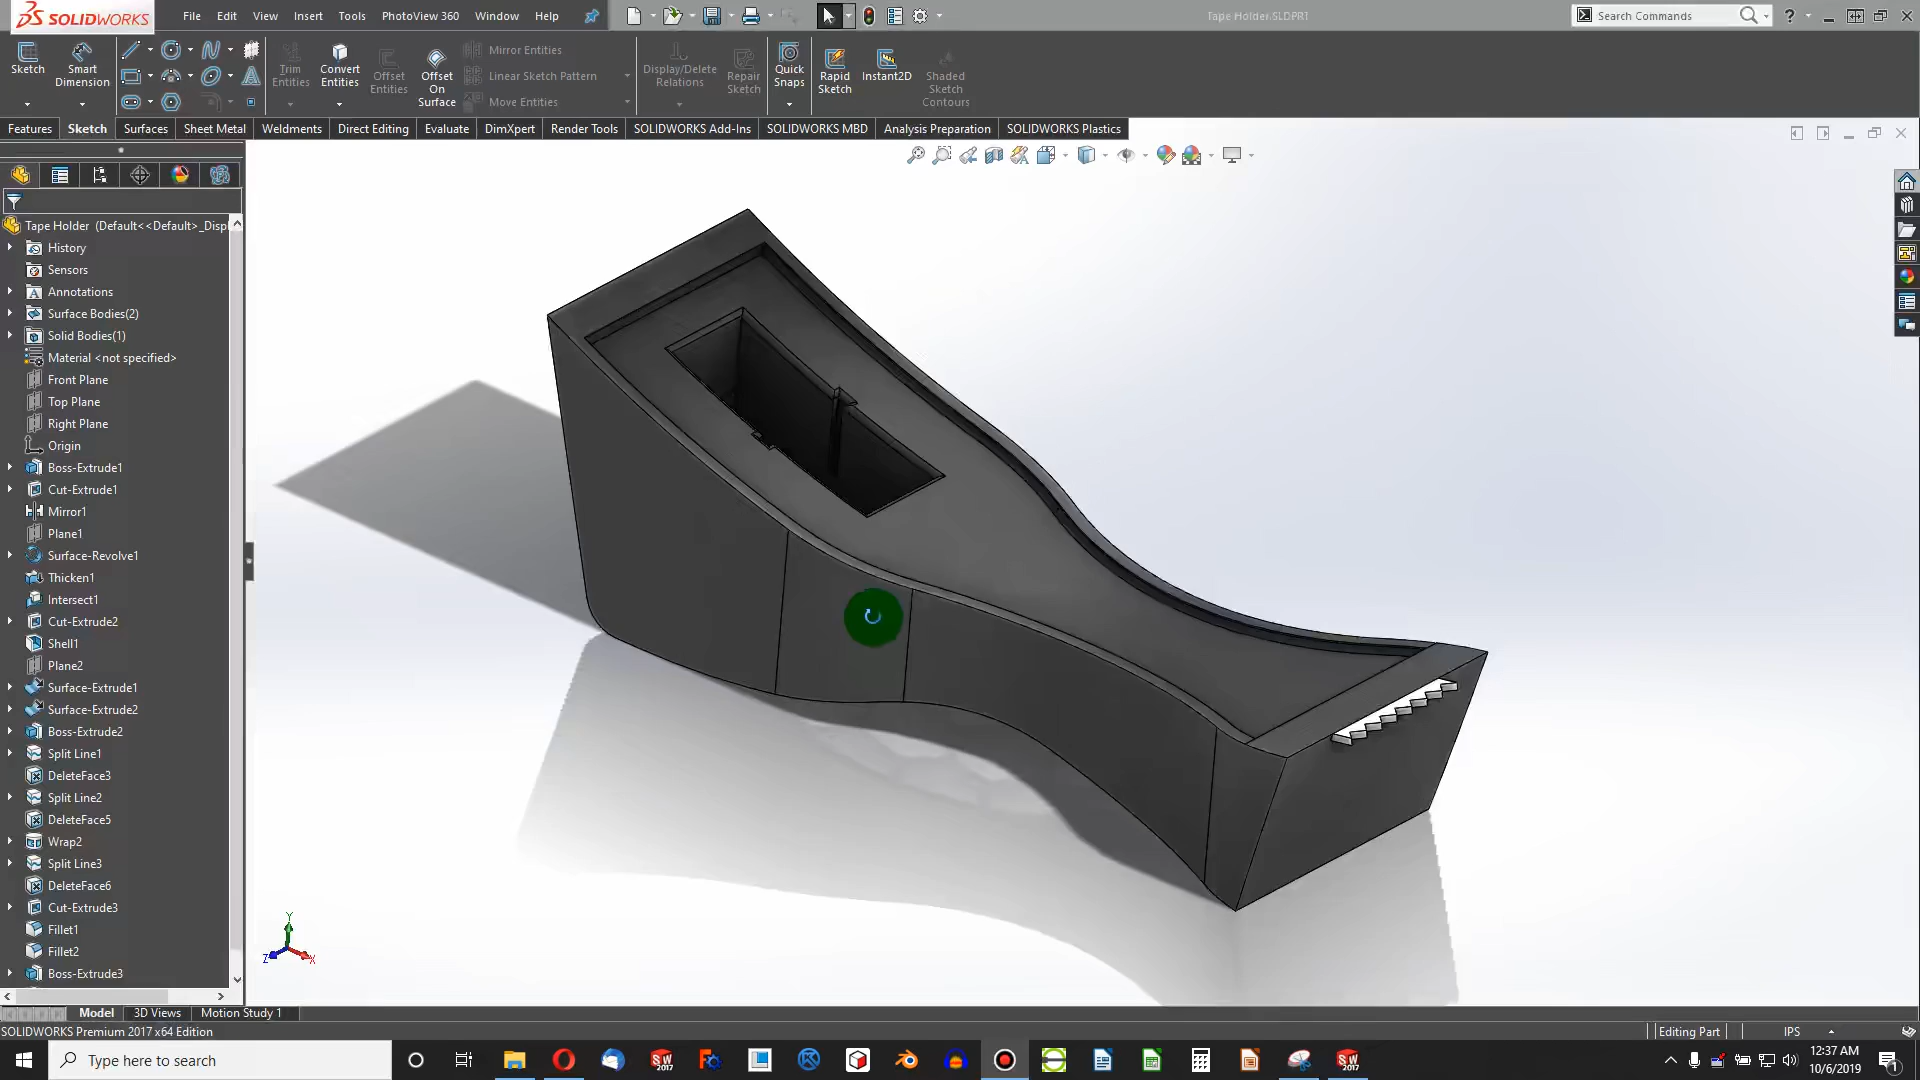 SOLIDWORKS File Edit View Insert Tools PhotoView 360 Window Help Tape Holder.SLDPRT Search Commands
Sketch
Smart Dimension
Trim Entities
Convert Entities
Offset Entities
Offset On Surface
Mirror Entities
Linear Sketch Pattern
Move Entities
Display/Delete Relations
Repair Sketch
Quick Snaps
Rapid Sketch
Instant2D
Shaded Sketch Contours
Features Sketch Surfaces Sheet Metal Weldments Direct Editing Evaluate DimXpert Render Tools SOLIDWORKS Add-Ins SOLIDWORKS MBD Analysis Preparation SOLIDWORKS Plastics
Tape Holder (Default<<Default>_Disp
History
Sensors
Annotations
Surface Bodies(2)
Solid Bodies(1)
Material <not specified>
Front Plane
Top Plane
Right Plane
Origin
Boss-Extrude1
Cut-Extrude1
Mirror1
Plane1
Surface-Revolve1
Thicken1
Intersect1
Cut-Extrude2
Shell1
Plane2
Surface-Extrude1
Surface-Extrude2
Boss-Extrude2
Split Line1
DeleteFace3
Split Line2
DeleteFace5
Wrap2
Split Line3
DeleteFace6
Cut-Extrude3
Fillet1
Fillet2
Boss-Extrude3
Y
Z
X
Model 3D Views Motion Study 1
SOLIDWORKS Premium 2017 x64 Edition Editing Part IPS
Type here to search
SW 2017
SW 2017
12:37 AM
10/6/2019
1